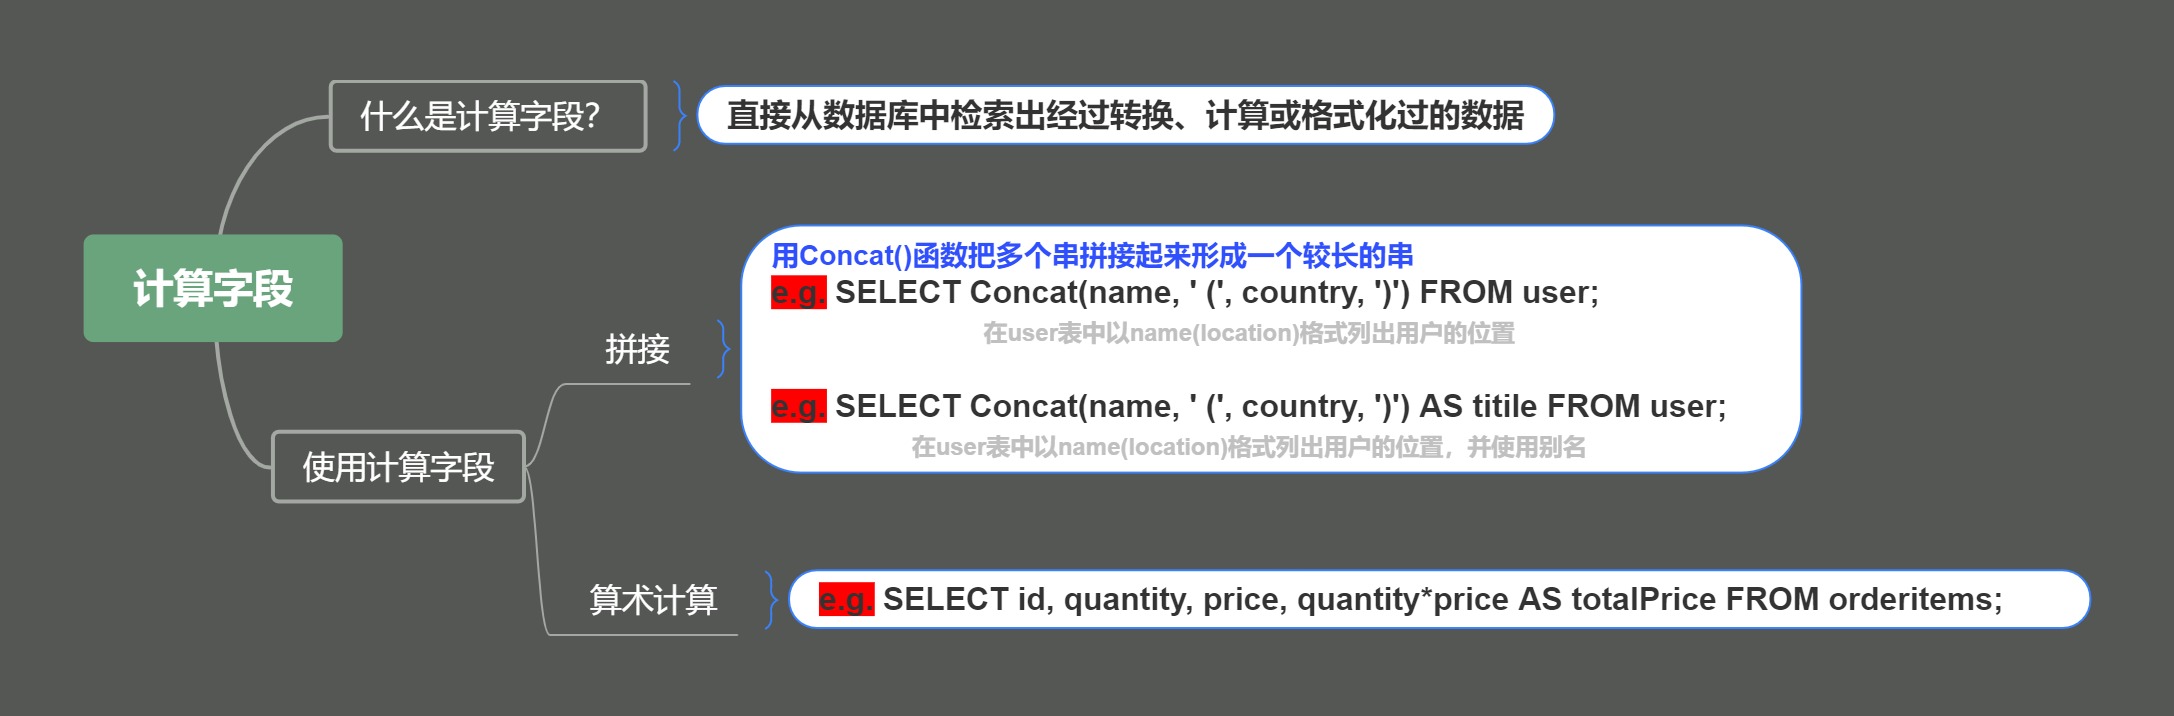 什么是计算字段？
直接从数据库中检索出经过转换、计算或格式化过的数据
计算字段
使用计算字段
拼接
用Concat()函数把多个串拼接起来形成一个较长的串
e.g. SELECT Concat(name, ' (', country, ')') FROM user;
在user表中以name(location)格式列出用户的位置
e.g. SELECT Concat(name, ' (', country, ')') AS titile FROM user;
在user表中以name(location)格式列出用户的位置，并使用别名
算术计算
e.g. SELECT id, quantity, price, quantity*price AS totalPrice FROM orderitems;